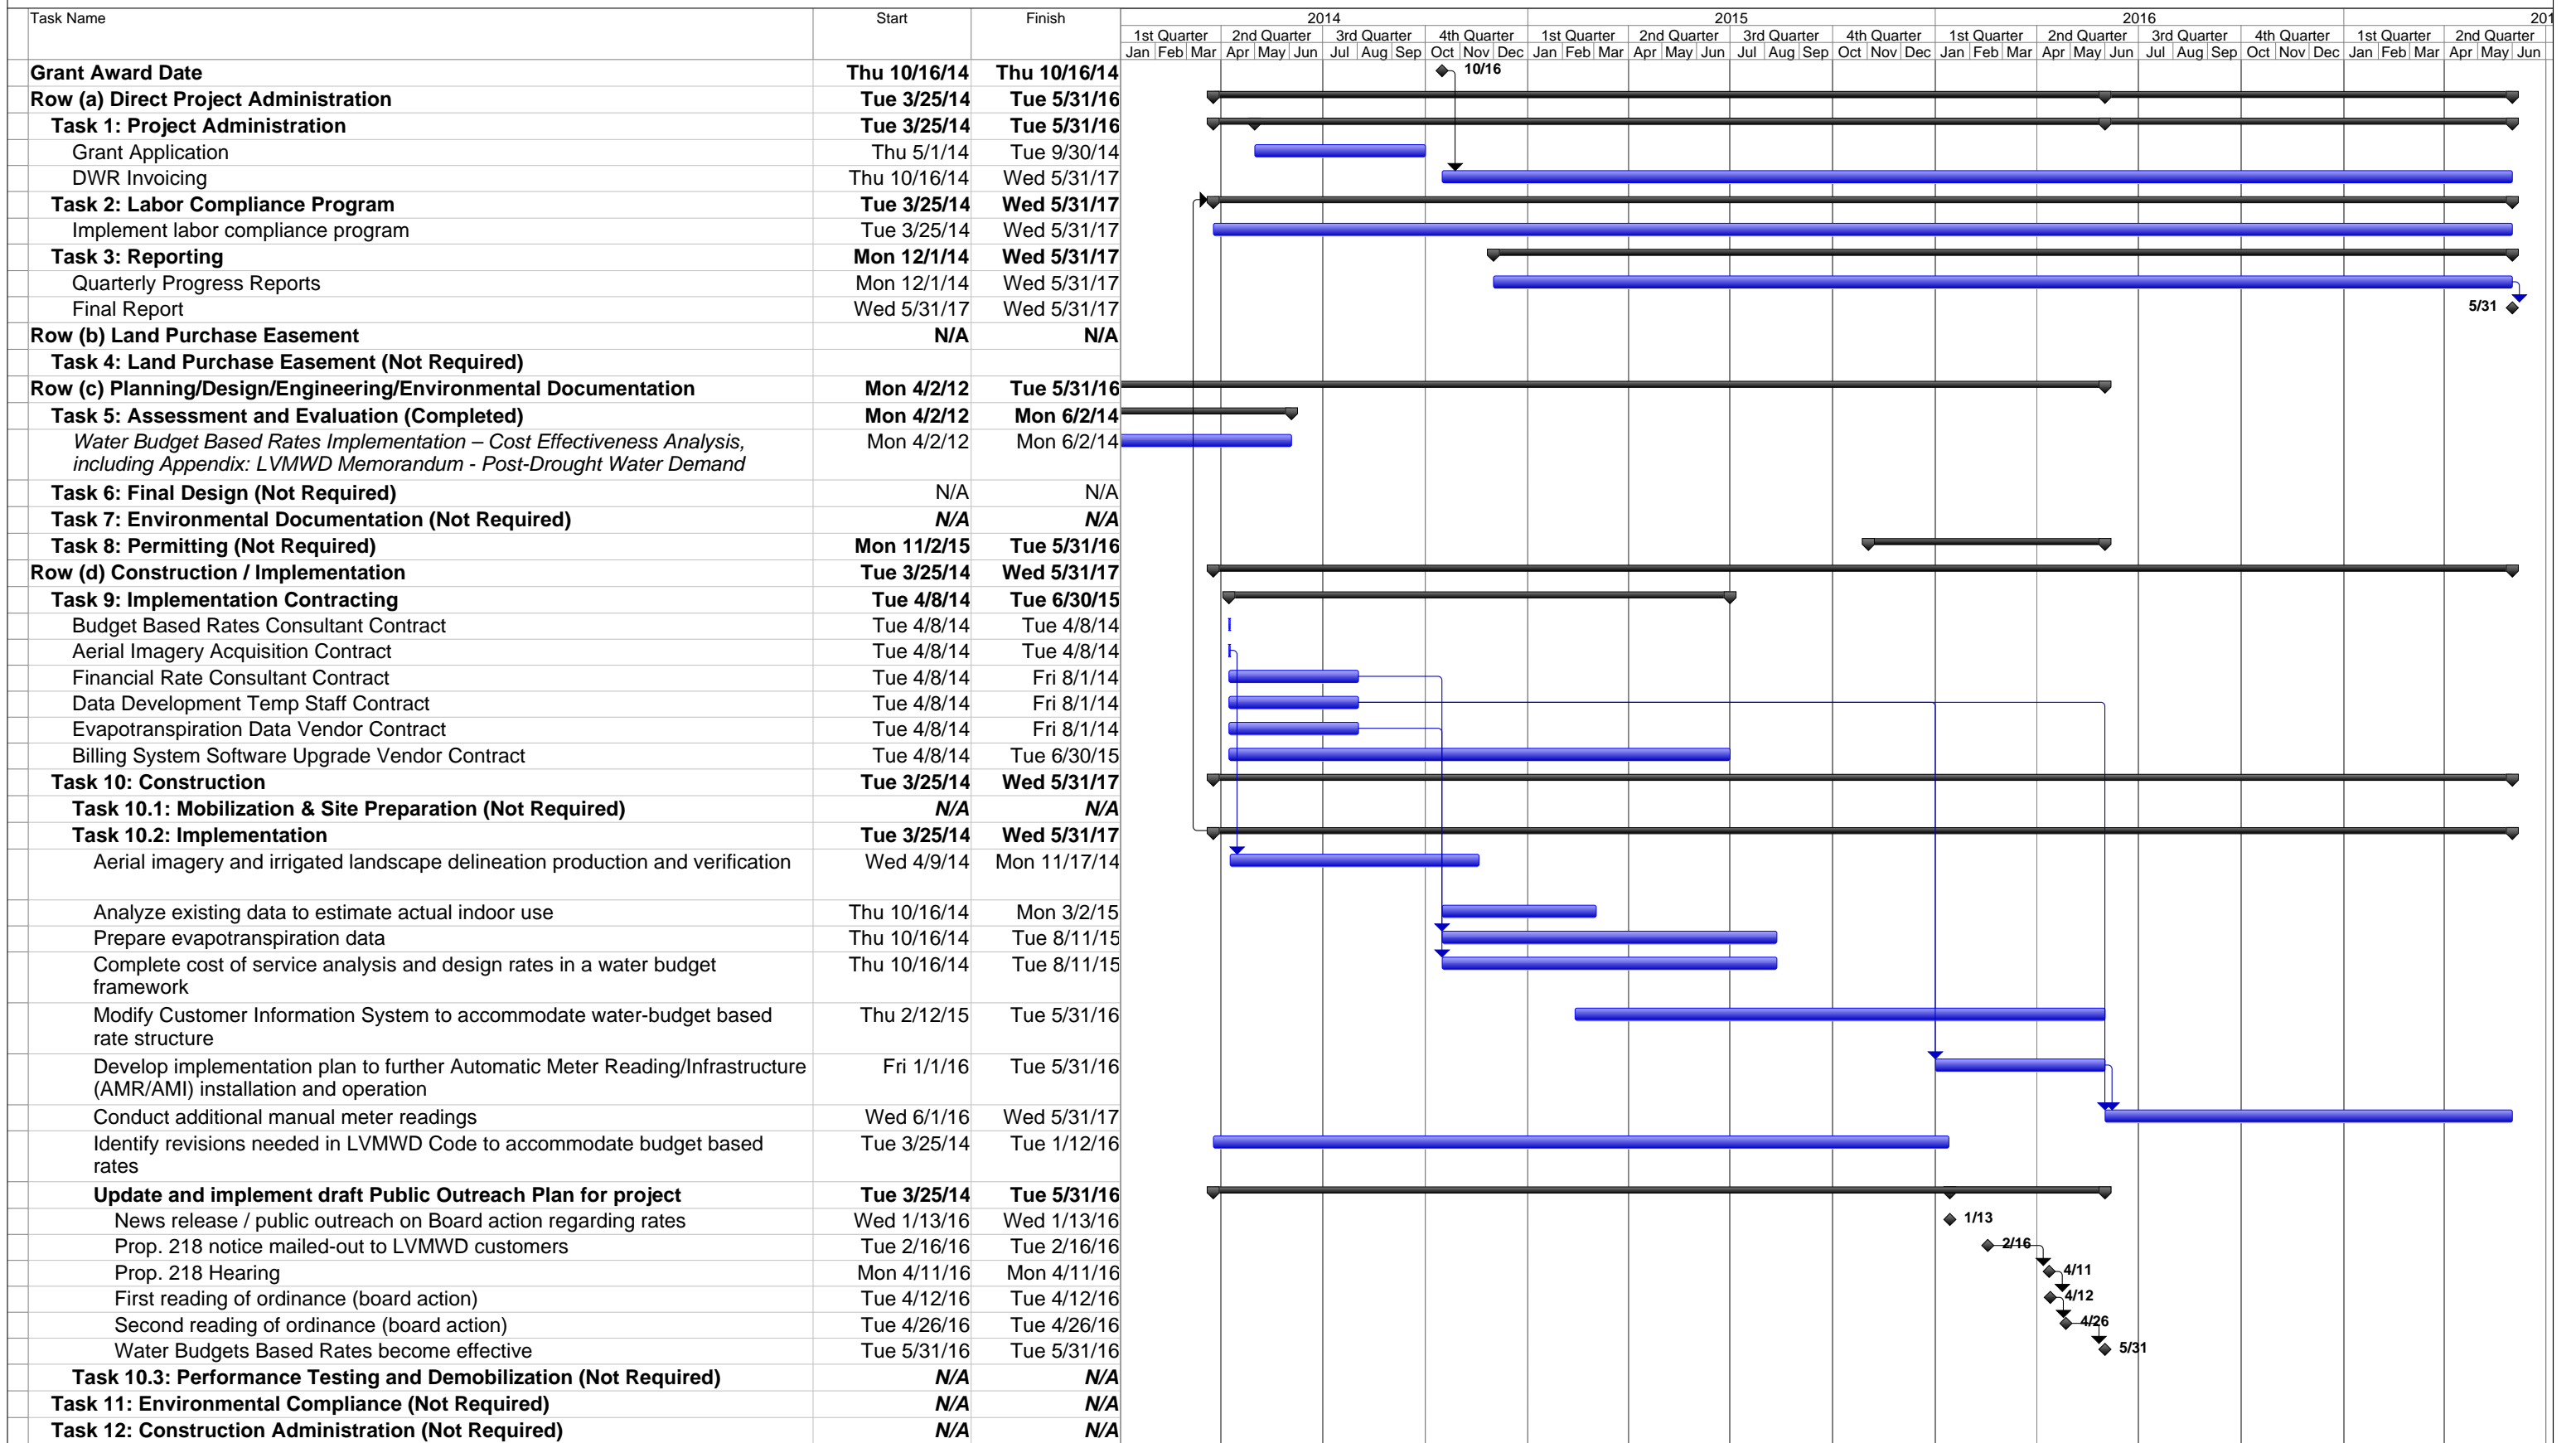 Task Name Start Finish 2014 2015 2016 201
1st Quarter 2nd Quarter 3rd Quarter 4th Quarter 1st Quarter 2nd Quarter 3rd Quarter 4th Quarter 1st Quarter 2nd Quarter 3rd Quarter 4th Quarter 1st Quarter 2nd Quarter
Jan Feb Mar Apr May Jun Jul Aug Sep Oct Nov Dec Jan Feb Mar Apr May Jun Jul Aug Sep Oct Nov Dec Jan Feb Mar Apr May Jun Jul Aug Sep Oct Nov Dec Jan Feb Mar Apr May Jun
Grant Award Date Thu 10/16/14 Thu 10/16/14 10/16
Row (a) Direct Project Administration Tue 3/25/14 Tue 5/31/16
Task 1: Project Administration Tue 3/25/14 Tue 5/31/16
Grant Application Thu 5/1/14 Tue 9/30/14
DWR Invoicing Thu 10/16/14 Wed 5/31/17
Task 2: Labor Compliance Program Tue 3/25/14 Wed 5/31/17
Implement labor compliance program Tue 3/25/14 Wed 5/31/17
Task 3: Reporting Mon 12/1/14 Wed 5/31/17
Quarterly Progress Reports Mon 12/1/14 Wed 5/31/17
Final Report Wed 5/31/17 Wed 5/31/17 5/31
Row (b) Land Purchase Easement N/A N/A
Task 4: Land Purchase Easement (Not Required)
Row (c) Planning/Design/Engineering/Environmental Documentation Mon 4/2/12 Tue 5/31/16
Task 5: Assessment and Evaluation (Completed) Mon 4/2/12 Mon 6/2/14
Water Budget Based Rates Implementation – Cost Effectiveness Analysis, Mon 4/2/12 Mon 6/2/14
including Appendix: LVMWD Memorandum - Post-Drought Water Demand
Task 6: Final Design (Not Required) N/A N/A
Task 7: Environmental Documentation (Not Required) N/A N/A
Task 8: Permitting (Not Required) Mon 11/2/15 Tue 5/31/16
Row (d) Construction / Implementation Tue 3/25/14 Wed 5/31/17
Task 9: Implementation Contracting Tue 4/8/14 Tue 6/30/15
Budget Based Rates Consultant Contract Tue 4/8/14 Tue 4/8/14
Aerial Imagery Acquisition Contract Tue 4/8/14 Tue 4/8/14
Financial Rate Consultant Contract Tue 4/8/14 Fri 8/1/14
Data Development Temp Staff Contract Tue 4/8/14 Fri 8/1/14
Evapotranspiration Data Vendor Contract Tue 4/8/14 Fri 8/1/14
Billing System Software Upgrade Vendor Contract Tue 4/8/14 Tue 6/30/15
Task 10: Construction Tue 3/25/14 Wed 5/31/17
Task 10.1: Mobilization & Site Preparation (Not Required) N/A N/A
Task 10.2: Implementation Tue 3/25/14 Wed 5/31/17
Aerial imagery and irrigated landscape delineation production and verification Wed 4/9/14 Mon 11/17/14
Analyze existing data to estimate actual indoor use Thu 10/16/14 Mon 3/2/15
Prepare evapotranspiration data Thu 10/16/14 Tue 8/11/15
Complete cost of service analysis and design rates in a water budget Thu 10/16/14 Tue 8/11/15
framework
Modify Customer Information System to accommodate water-budget based Thu 2/12/15 Tue 5/31/16
rate structure
Develop implementation plan to further Automatic Meter Reading/Infrastructure Fri 1/1/16 Tue 5/31/16
(AMR/AMI) installation and operation
Conduct additional manual meter readings Wed 6/1/16 Wed 5/31/17
Identify revisions needed in LVMWD Code to accommodate budget based Tue 3/25/14 Tue 1/12/16
rates
Update and implement draft Public Outreach Plan for project Tue 3/25/14 Tue 5/31/16
News release / public outreach on Board action regarding rates Wed 1/13/16 Wed 1/13/16 1/13
Prop. 218 notice mailed-out to LVMWD customers Tue 2/16/16 Tue 2/16/16 2/16
Prop. 218 Hearing Mon 4/11/16 Mon 4/11/16 4/11
First reading of ordinance (board action) Tue 4/12/16 Tue 4/12/16 4/12
Second reading of ordinance (board action) Tue 4/26/16 Tue 4/26/16 4/26
Water Budgets Based Rates become effective Tue 5/31/16 Tue 5/31/16 5/31
Task 10.3: Performance Testing and Demobilization (Not Required) N/A N/A
Task 11: Environmental Compliance (Not Required) N/A N/A
Task 12: Construction Administration (Not Required) N/A N/A